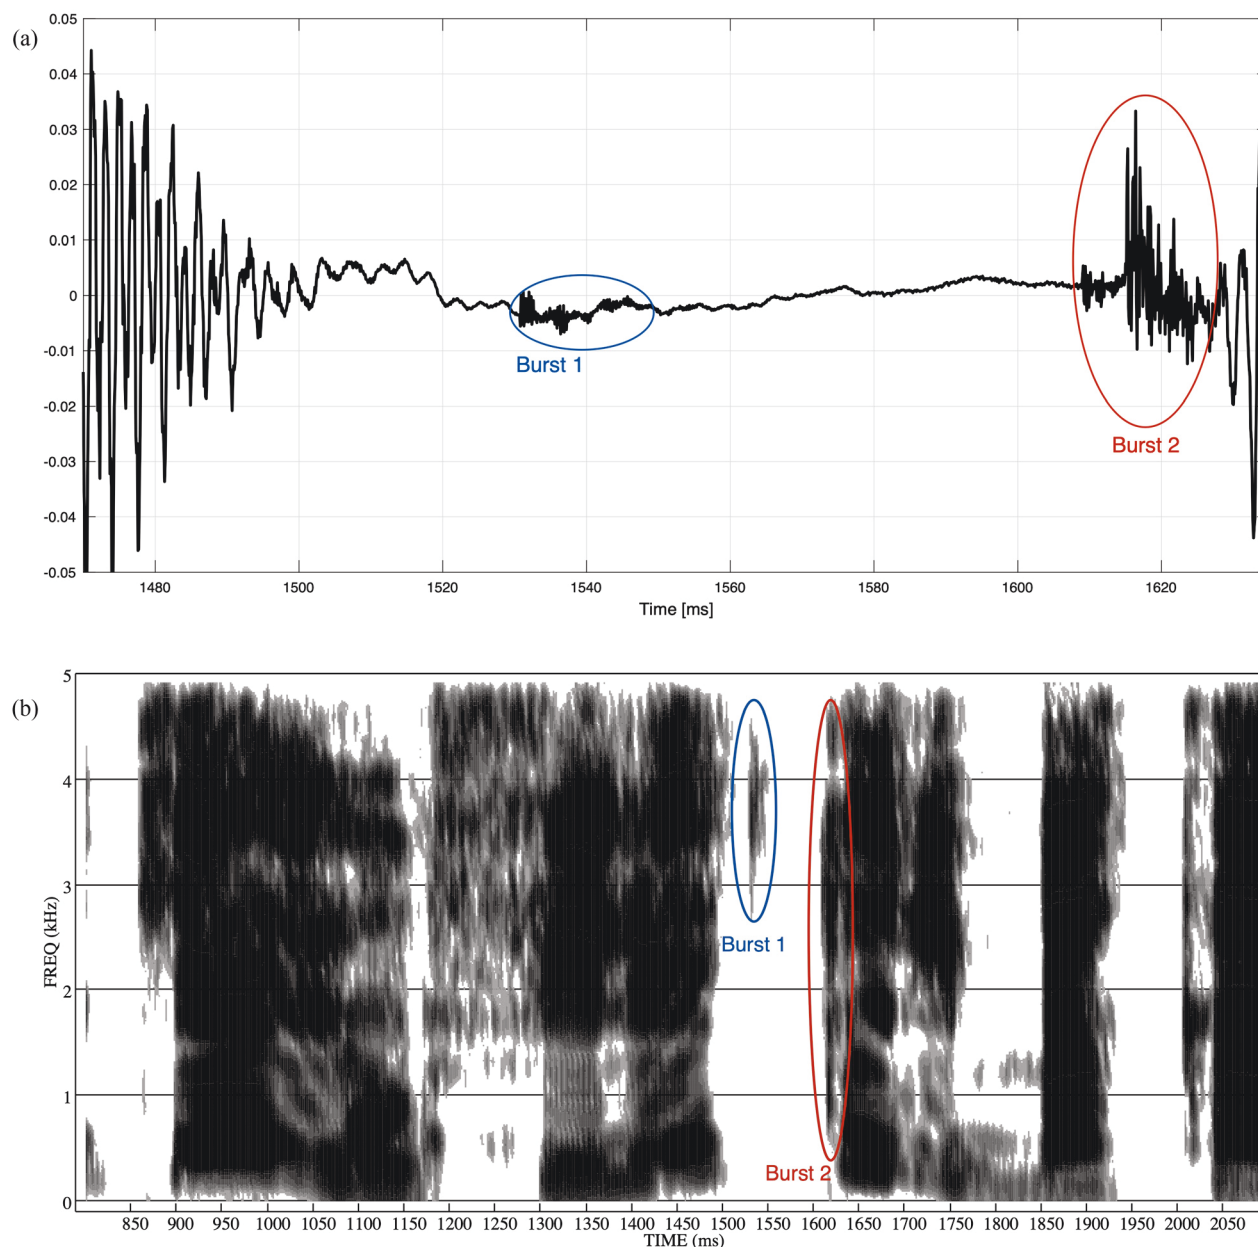 (a)
0.05
0.04
0.03
0.02
0.01
0
-0.01
-0.02
-0.03
-0.04
-0.05
Burst 1
Burst 2
1480 1500 1520 1540 1560 1580 1600 1620
Time [ms]
(b)
5
4
3
2
1
0
FREQ (kHz)
Burst 1
Burst 2
850 900 950 1000 1050 1100 1150 1200 1250 1300 1350 1400 1450 1500 1550 1600 1650 1700 1750 1800 1850 1900 1950 2000 2050
TIME (ms)